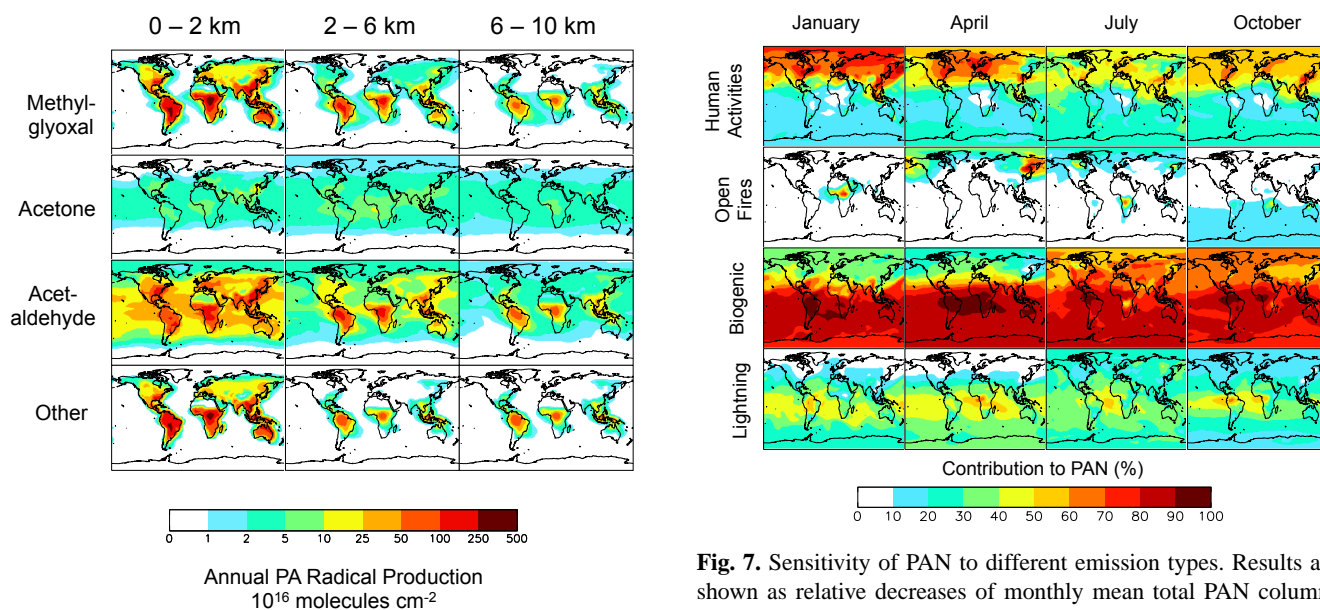 0 – 2 km
2 – 6 km
6 – 10 km
Methyl-
glyoxal
Acetone
Acet-
aldehyde
Other
0 1 2 5 10 25 50 100 250 500
Annual PA Radical Production
10¹⁶ molecules cm⁻²
January
April
July
October
Human
Activities
Open
Fires
Biogenic
Lightning
Contribution to PAN (%)
0 10 20 30 40 50 60 70 80 90 100
Fig. 7. Sensitivity of PAN to different emission types. Results a
shown as relative decreases of monthly mean total PAN colum